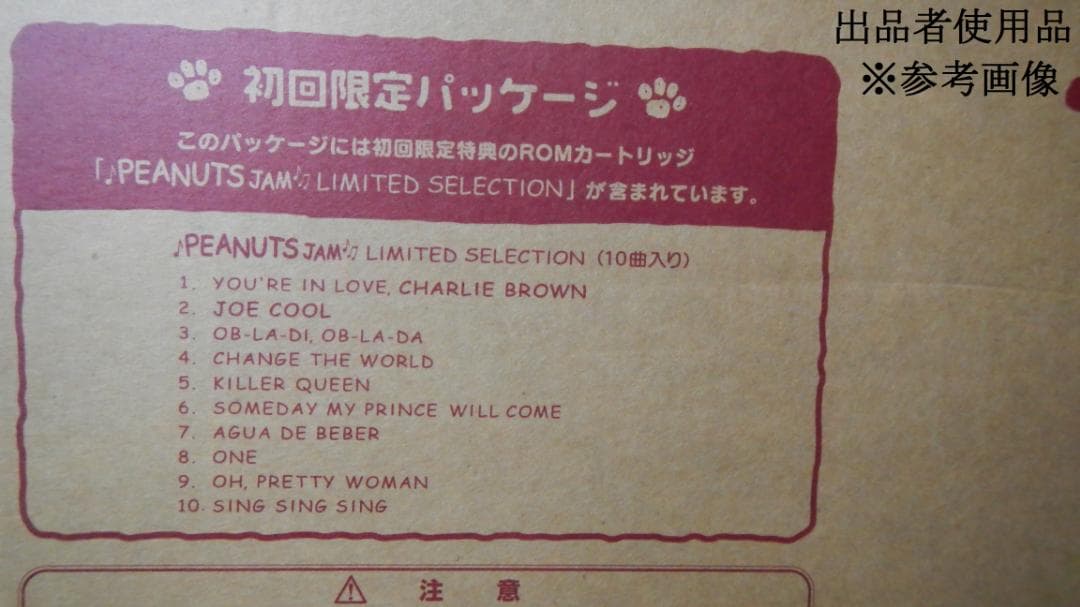 出品者使用品
※参考画像
初回限定パッケージ
このパッケージには初回限定特典のROMカートリッジ
「♪PEANUTS JAM♫ LIMITED SELECTION」が含まれています。
♪PEANUTS JAM♫ LIMITED SELECTION（10曲入り）
1. YOU'RE IN LOVE, CHARLIE BROWN
2. JOE COOL
3. OB-LA-DI, OB-LA-DA
4. CHANGE THE WORLD
5. KILLER QUEEN
6. SOMEDAY MY PRINCE WILL COME
7. AGUA DE BEBER
8. ONE
9. OH, PRETTY WOMAN
10. SING SING SING
⚠ 注 意